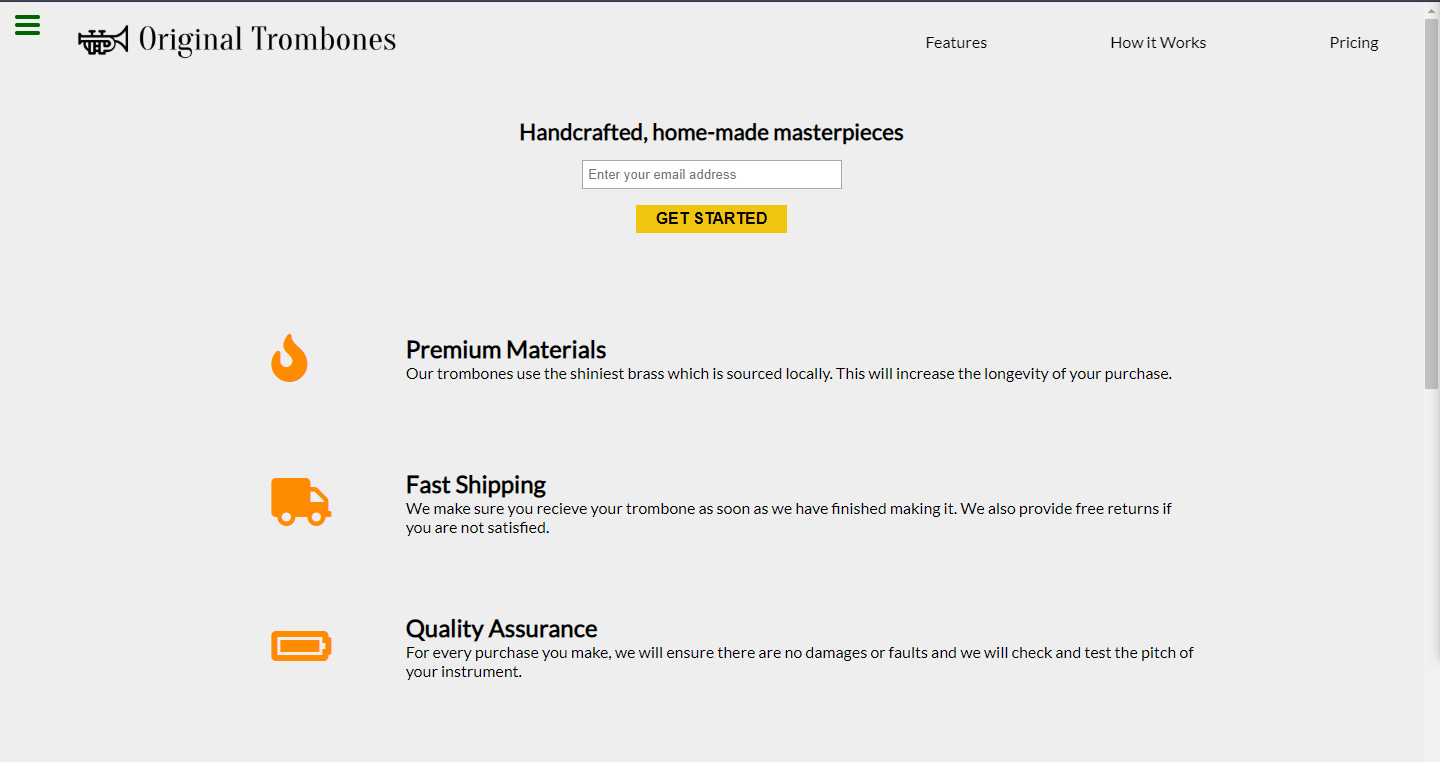 Original Trombones
Features
How it Works
Pricing
Handcrafted, home-made masterpieces
Enter your email address
GET STARTED
Premium Materials
Our trombones use the shiniest brass which is sourced locally. This will increase the longevity of your purchase.
Fast Shipping
We make sure you recieve your trombone as soon as we have finished making it. We also provide free returns if
you are not satisfied.
Quality Assurance
For every purchase you make, we will ensure there are no damages or faults and we will check and test the pitch of
your instrument.